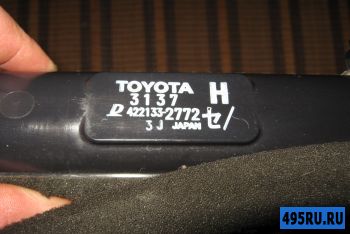 TOYOTA
3137 H
422133-2772 セ/
3J JAPAN
495RU.RU